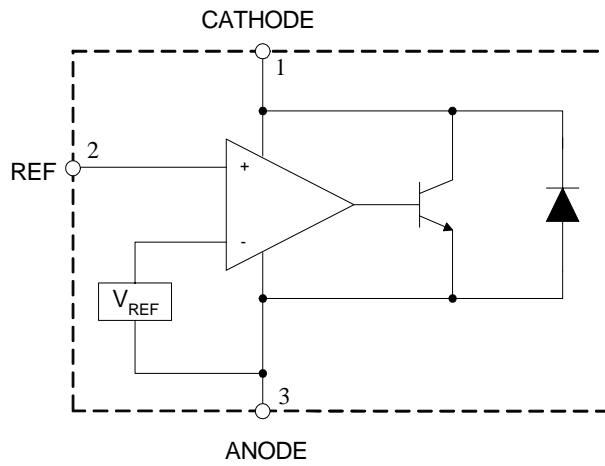 CATHODE
1
REF
2
+
-
V_REF
3
ANODE